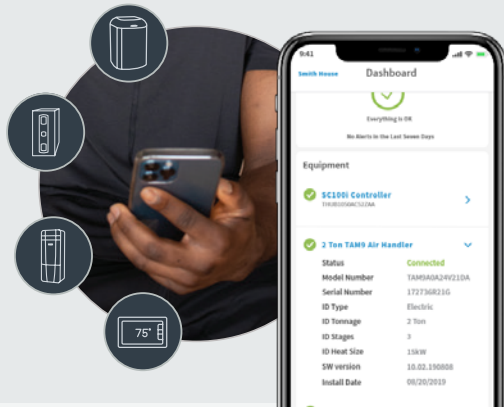 75°
9:41
Smith House Dashboard
Everything is OK
No Alerts in the Last Seven Days
Equipment
SC100i Controller
2 Ton TAM9 Air Handler
Status Connected
Model Number TAM9A0A24V21DA
Serial Number 172736R21G
ID Type Electric
ID Tonnage 2 Ton
ID Stages 3
ID Heat Size 15kW
SW version 10.02.190808
Install Date 08/20/2019